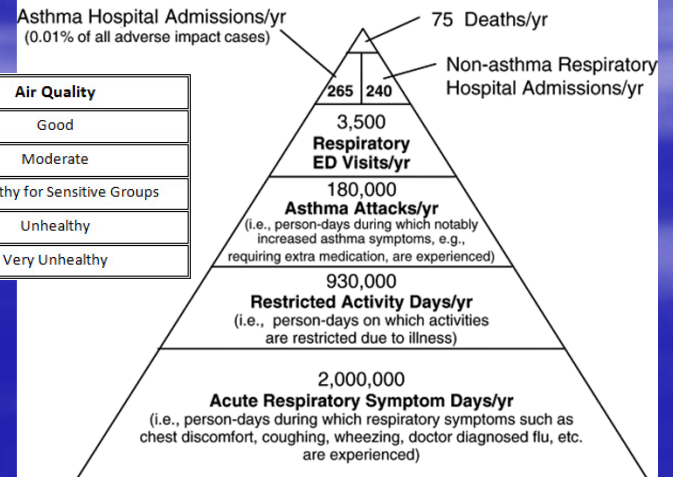 Asthma Hospital Admissions/yr
(0.01% of all adverse impact cases)
75 Deaths/yr
Non-asthma Respiratory
Hospital Admissions/yr
265 240
3,500
Respiratory
ED Visits/yr
180,000
Asthma Attacks/yr
(i.e., person-days during which notably
increased asthma symptoms, e.g.,
requiring extra medication, are experienced)
930,000
Restricted Activity Days/yr
(i.e., person-days on which activities
are restricted due to illness)
2,000,000
Acute Respiratory Symptom Days/yr
(i.e., person-days during which respiratory symptoms such as
chest discomfort, coughing, wheezing, doctor diagnosed flu, etc.
are experienced)
Air Quality
Good
Moderate
thy for Sensitive Groups
Unhealthy
Very Unhealthy